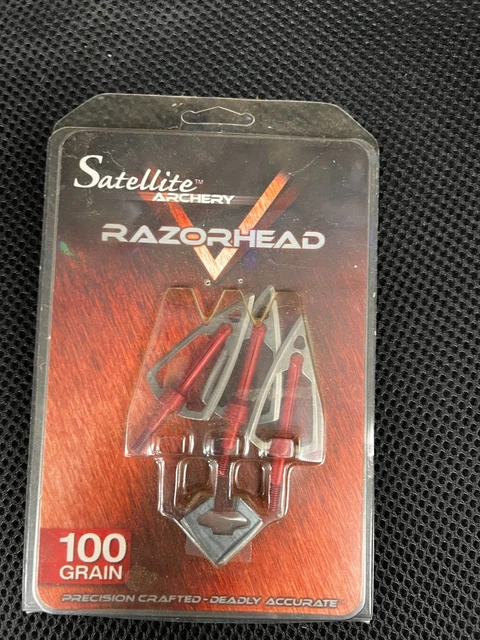 Satellite™
ARCHERY
RAZORHEAD
100
GRAIN
PRECISION CRAFTED - DEADLY ACCURATE